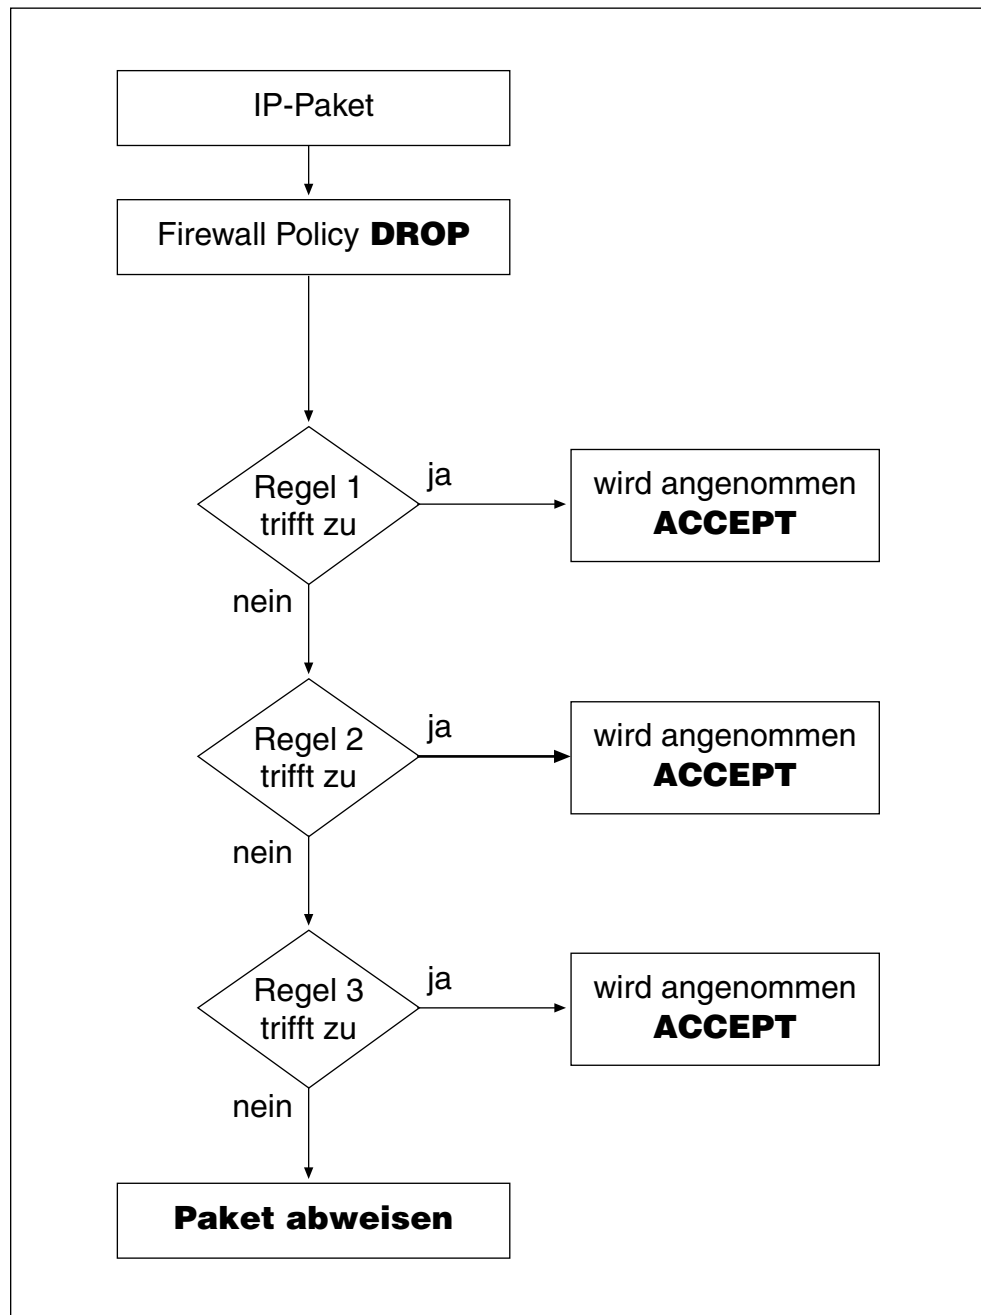 IP-Paket
Firewall Policy DROP
Regel 1
trifft zu
ja
wird angenommen
ACCEPT
nein
Regel 2
trifft zu
ja
wird angenommen
ACCEPT
nein
Regel 3
trifft zu
ja
wird angenommen
ACCEPT
nein
Paket abweisen